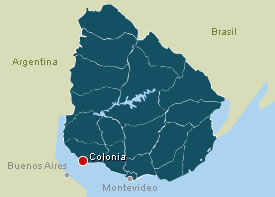 Brasil
Argentina
Colonia
Buenos Aires
Montevideo